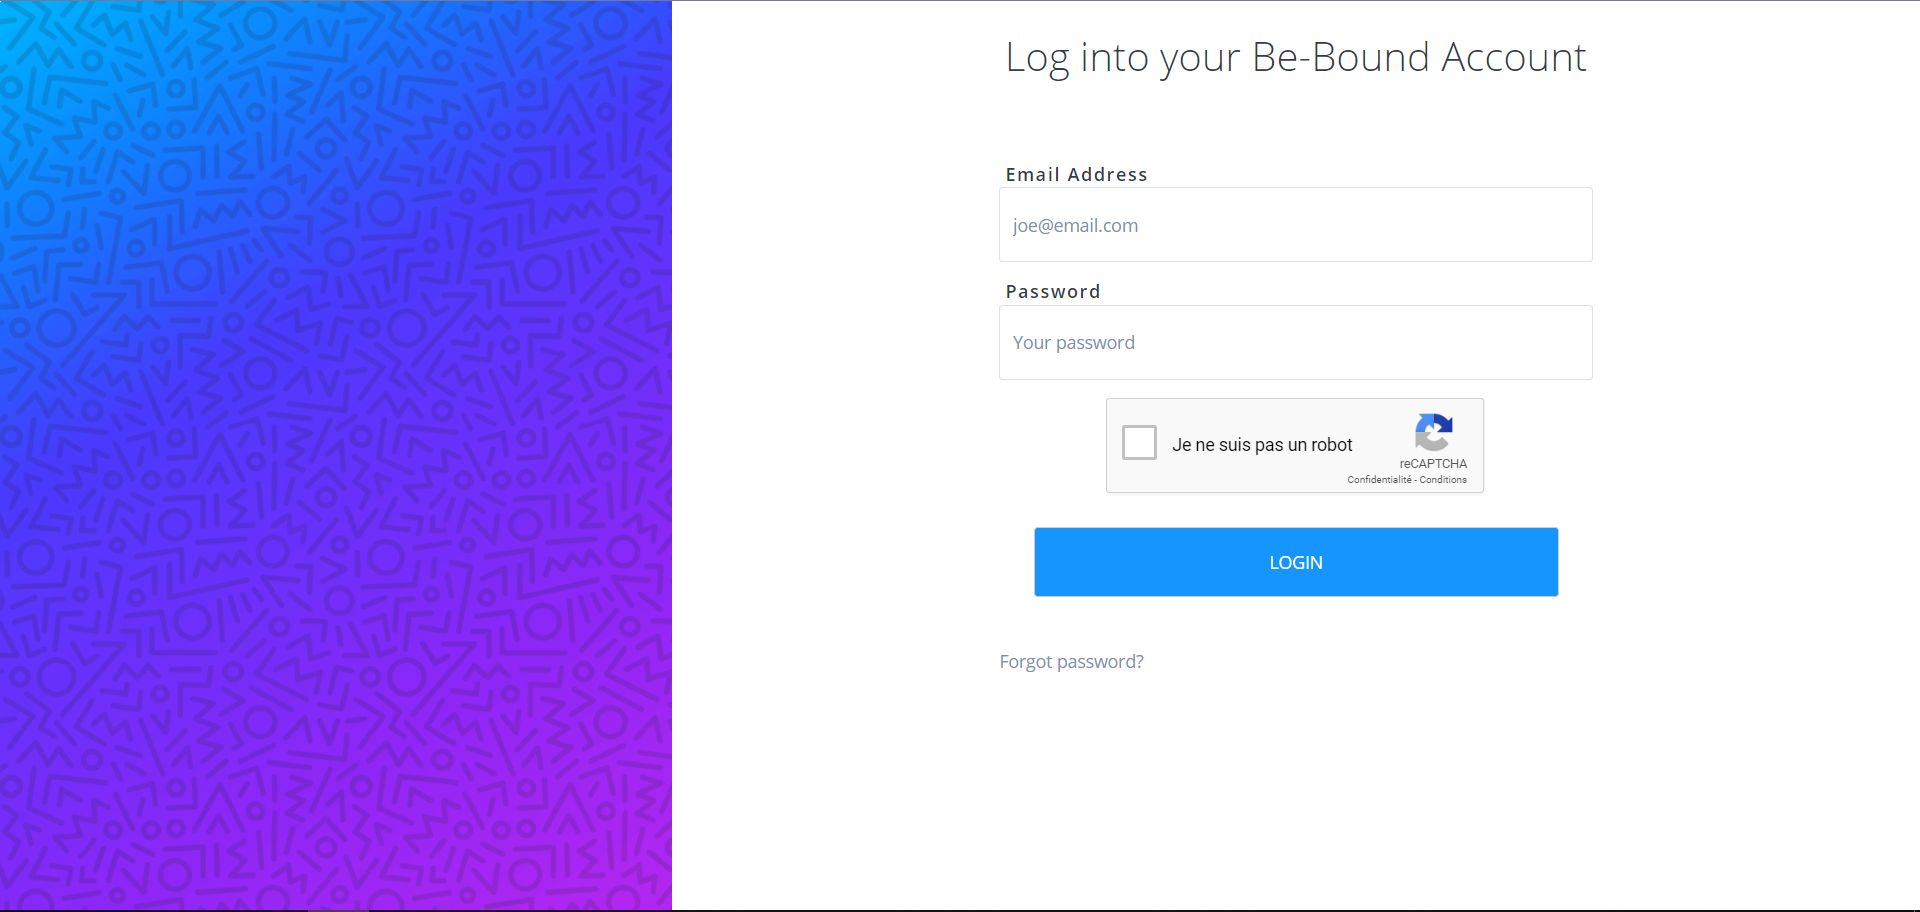 Log into your Be-Bound Account
Email Address
joe@email.com
Password
Your password
Je ne suis pas un robot
reCAPTCHA
Confidentialité - Conditions
LOGIN
Forgot password?